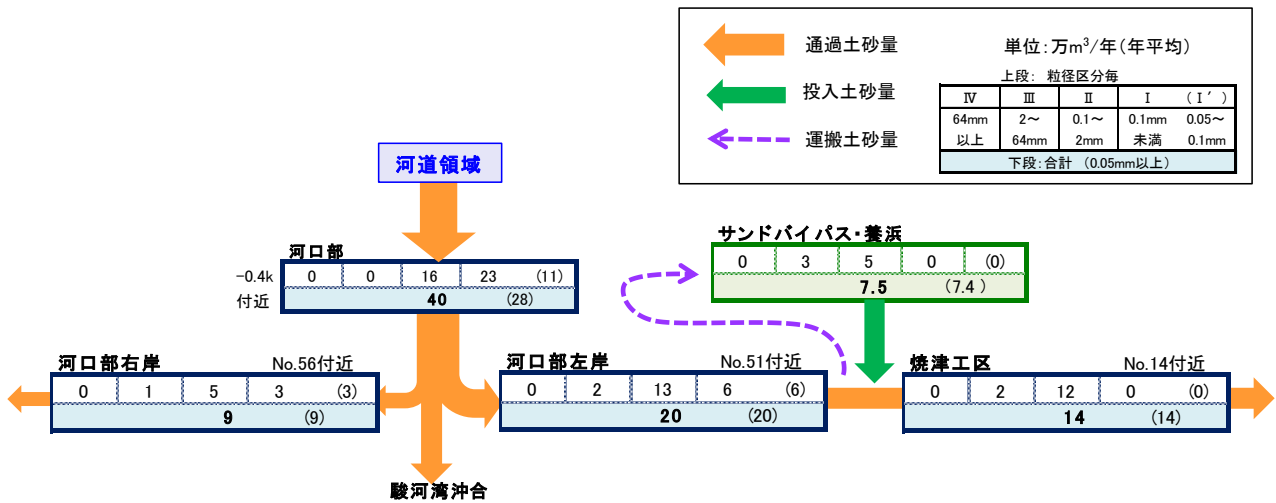 通過土砂量
投入土砂量
運搬土砂量
単位：万m³/年（年平均）
上段： 粒径区分毎
Ⅳ Ⅲ Ⅱ Ⅰ （Ⅰ´）
64mm 2～ 0.1～ 0.1mm 0.05～
以上 64mm 2mm 未満 0.1mm
下段：合計 （0.05mm以上）
河道領域
河口部
-0.4k
付近
0 0 16 23 (11)
40 (28)
サンドバイパス・養浜
0 3 5 0 (0)
7.5 (7.4 )
河口部右岸 No.56付近
0 1 5 3 (3)
9 (9)
河口部左岸 No.51付近
0 2 13 6 (6)
20 (20)
焼津工区 No.14付近
0 2 12 0 (0)
14 (14)
駿河湾沖合